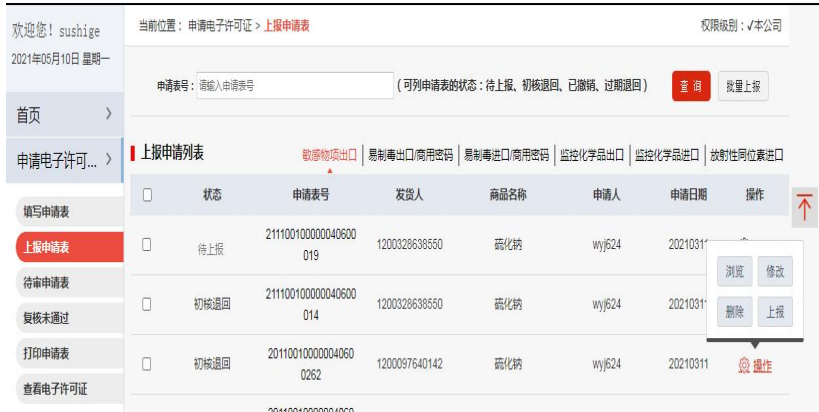 欢迎您！sushige
2021年05月10日 星期一
首页
申请电子许可...
填写申请表
上报申请表
待审申请表
复核未通过
打印申请表
查看电子许可证
当前位置：申请电子许可证 > 上报申请表
权限级别：√本公司
申请表号：请输入申请表号 （可列申请表的状态：待上报、初核退回、已撤销、过期退回） 查 询 批里上报
上报申请列表
敏感物项出口 易制毒出口/商用密码 易制毒进口/商用密码 监控化学品出口 监控化学品进口 放射性同位素进口
状态 申请表号 发货人 商品名称 申请人 申请日期 操作
待上报 211100100000040600 1200328638550 硫化钠 wyj624 20210311
019
初核退回 211100100000040600 1200328638550 硫化钠 wyj624 20210311
014
初核退回 20110010000004060 1200097640142 硫化钠 wyj624 20210311 操作
0262
浏览 修改
删除 上报